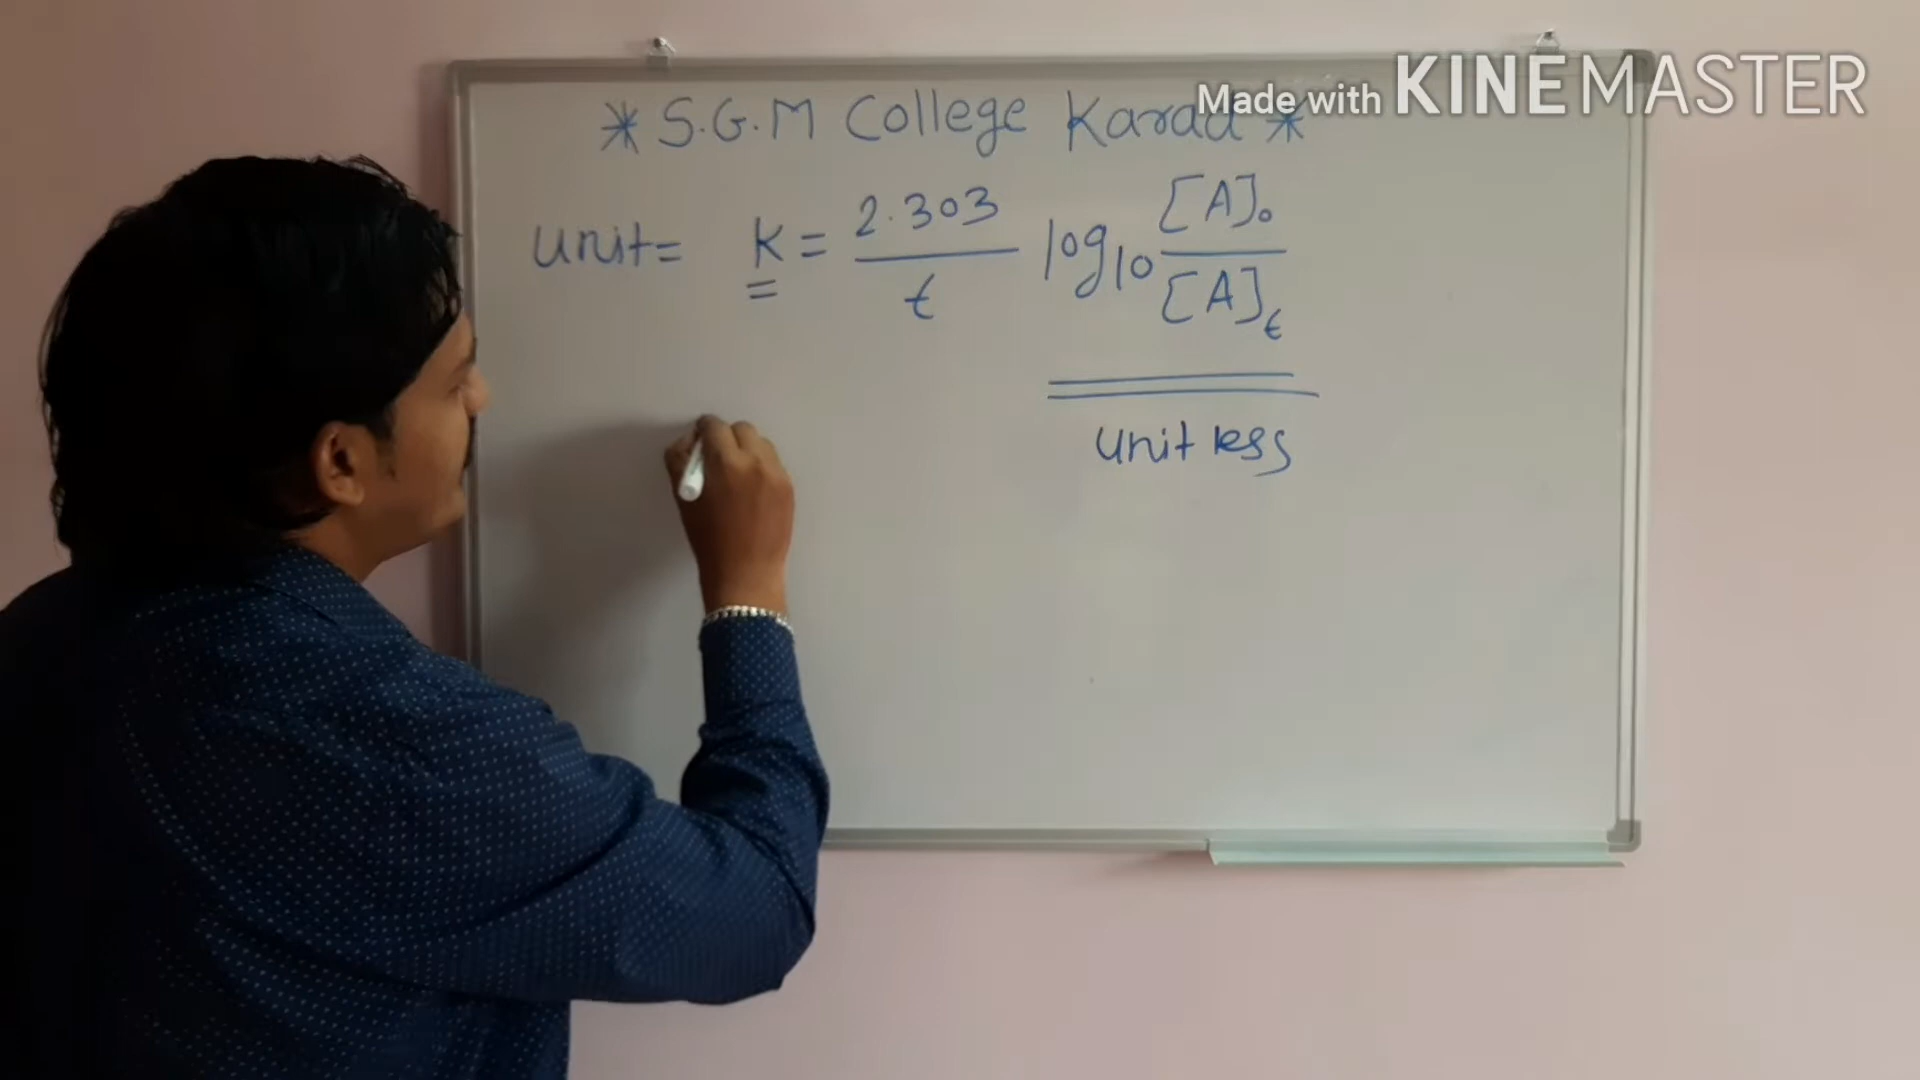 Made with KINEMASTER
* S.G.M College Karad *
unit = K = 2.303 / t log10 [A]0 / [A]t
unit less